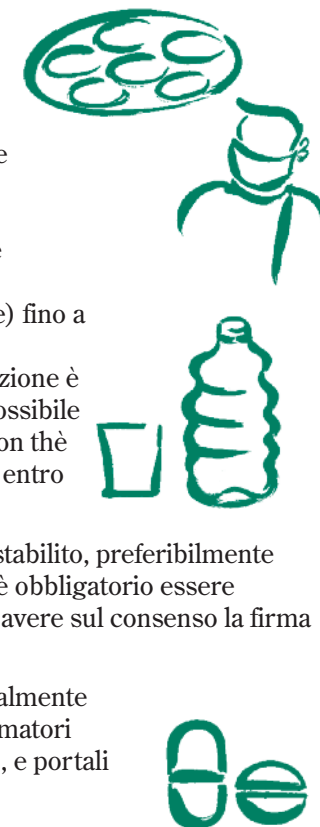 e
e
e) fino a
zione è
ossibile
on thè
entro
stabilito, preferibilmente
è obbligatorio essere
avere sul consenso la firma
almente
matori
, e portali